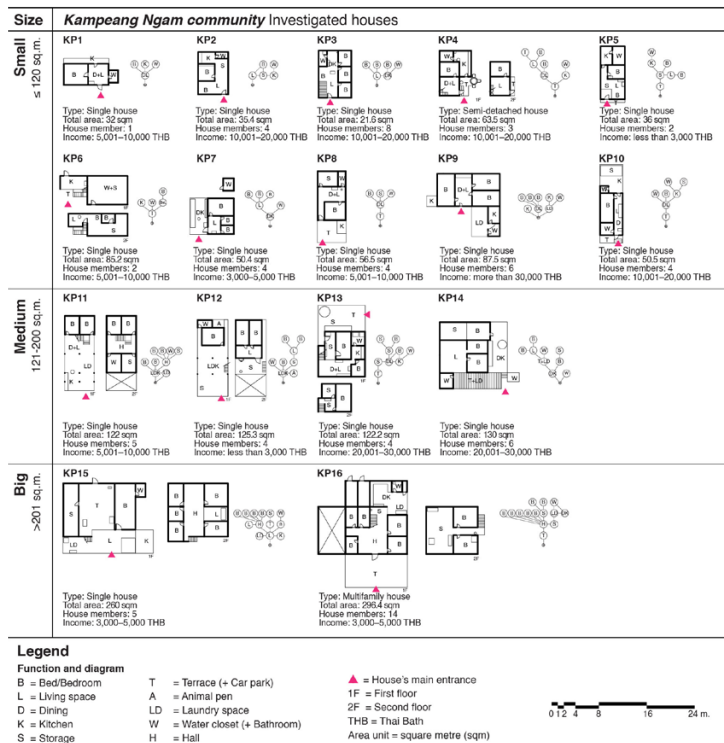 Size Kampeang Ngam community Investigated houses
Small
≤ 120 sq.m.
KP1
Type: Single house
Total area: 32 sqm
House members: 1
Income: 5,001–10,000 THB
KP2
Type: Single house
Total area: 35.4 sqm
House members: 4
Income: 10,001–20,000 THB
KP3
Type: Single house
Total area: 21.6 sqm
House members: 8
Income: 10,001–20,000 THB
KP4
Type: Semi-detached house
Total area: 63.5 sqm
House members: 3
Income: 10,001–20,000 THB
KP5
Type: Single house
Total area: 36 sqm
House members: 2
Income: less than 3,000 THB
KP6
Type: Single house
Total area: 85.2 sqm
House members: 2
Income: 5,001–10,000 THB
KP7
Type: Single house
Total area: 50.4 sqm
House members: 4
Income: 3,000–5,000 THB
KP8
Type: Single house
Total area: 56.5 sqm
House members: 4
Income: 5,001–10,000 THB
KP9
Type: Single house
Total area: 87.5 sqm
House members: 6
Income: more than 30,000 THB
KP10
Type: Single house
Total area: 50.5 sqm
House members: 4
Income: 10,001–20,000 THB
Medium
121-200 sq.m.
KP11
Type: Single house
Total area: 122 sqm
House members: 5
Income: 5,001–10,000 THB
KP12
Type: Single house
Total area: 125.3 sqm
House members: 4
Income: less than 3,000 THB
KP13
Type: Single house
Total area: 122.2 sqm
House members: 4
Income: 20,001–30,000 THB
KP14
Type: Single house
Total area: 130 sqm
House members: 6
Income: 20,001–30,000 THB
Big
>201 sq.m.
KP15
Type: Single house
Total area: 260 sqm
House members: 5
Income: 3,000–5,000 THB
KP16
Type: Multifamily house
Total area: 296.4 sqm
House members: 14
Income: 3,000–5,000 THB
Legend
Function and diagram
B = Bed/Bedroom
L = Living space
D = Dining
K = Kitchen
S = Storage
T = Terrace (+ Car park)
A = Animal pen
LD = Laundry space
W = Water closet (+ Bathroom)
H = Hall
= House's main entrance
1F = First floor
2F = Second floor
THB = Thai Bath
Area unit = square metre (sqm)
0 1 2 4 8 16 24 m.